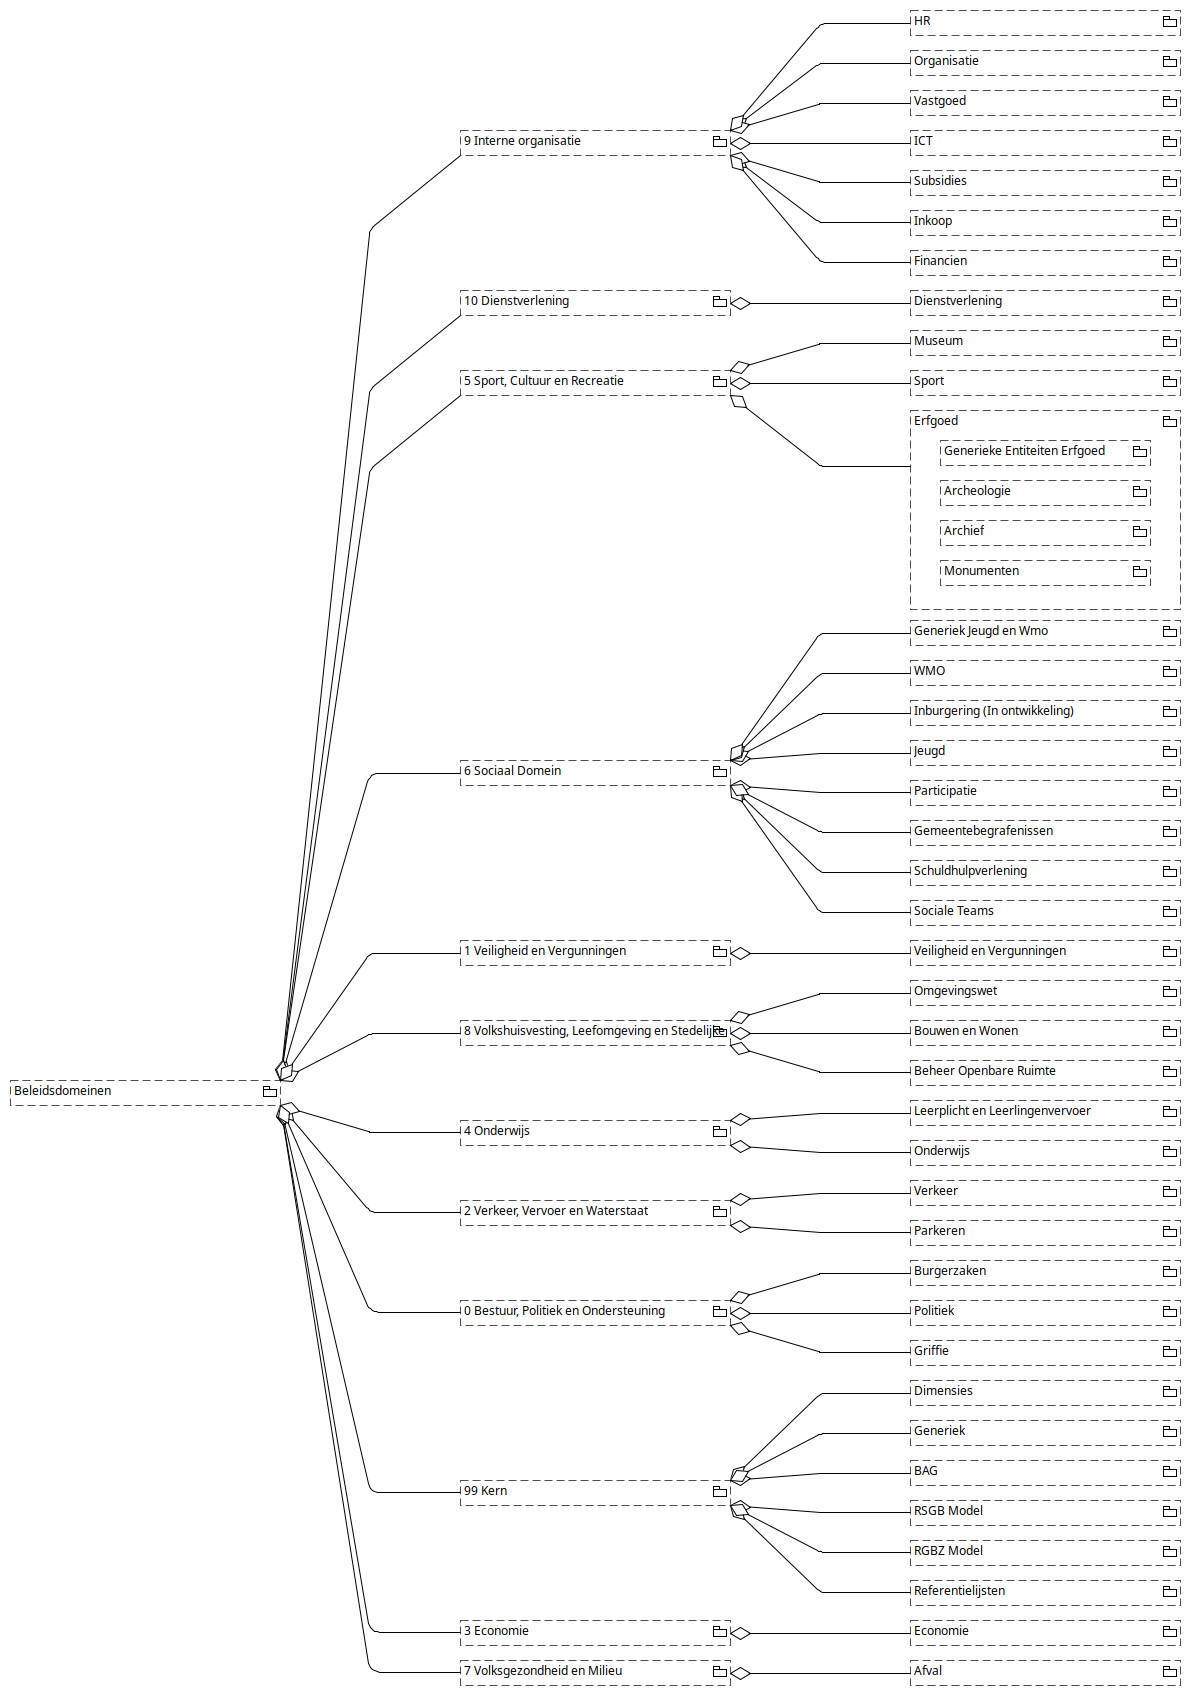 HR
Organisatie
Vastgoed
9 Interne organisatie
ICT
Subsidies
Inkoop
Financien
10 Dienstverlening
Dienstverlening
Museum
5 Sport, Cultuur en Recreatie
Sport
Erfgoed
Generieke Entiteiten Erfgoed
Archeologie
Archief
Monumenten
Generiek Jeugd en Wmo
WMO
Inburgering (In ontwikkeling)
Jeugd
6 Sociaal Domein
Participatie
Gemeentebegrafenissen
Schuldhulpverlening
Sociale Teams
1 Veiligheid en Vergunningen
Veiligheid en Vergunningen
Omgevingswet
8 Volkshuisvesting, Leefomgeving en Stedelijke
Bouwen en Wonen
Beheer Openbare Ruimte
Beleidsdomeinen
Leerplicht en Leerlingenvervoer
4 Onderwijs
Onderwijs
Verkeer
2 Verkeer, Vervoer en Waterstaat
Parkeren
Burgerzaken
0 Bestuur, Politiek en Ondersteuning
Politiek
Griffie
Dimensies
Generiek
BAG
99 Kern
RSGB Model
RGBZ Model
Referentielijsten
3 Economie
Economie
7 Volksgezondheid en Milieu
Afval